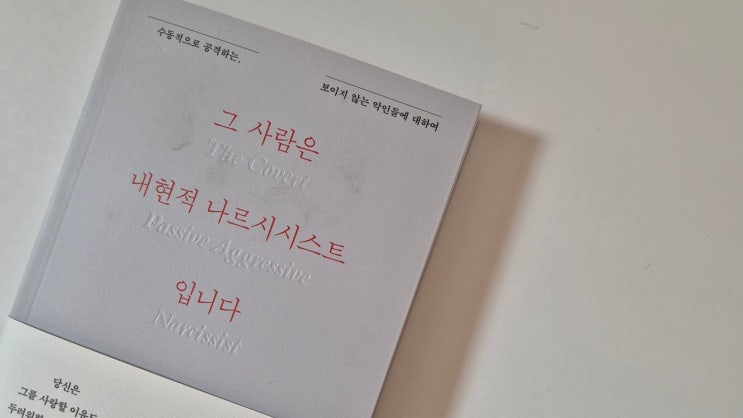 수동적으로 공격하는,
보이지 않는 악인들에 대하여
그 사람은
The Covert
내현적 나르시시스트
Passive Aggressive
입니다
Narcissist
당신은
그를 사랑할 이유도